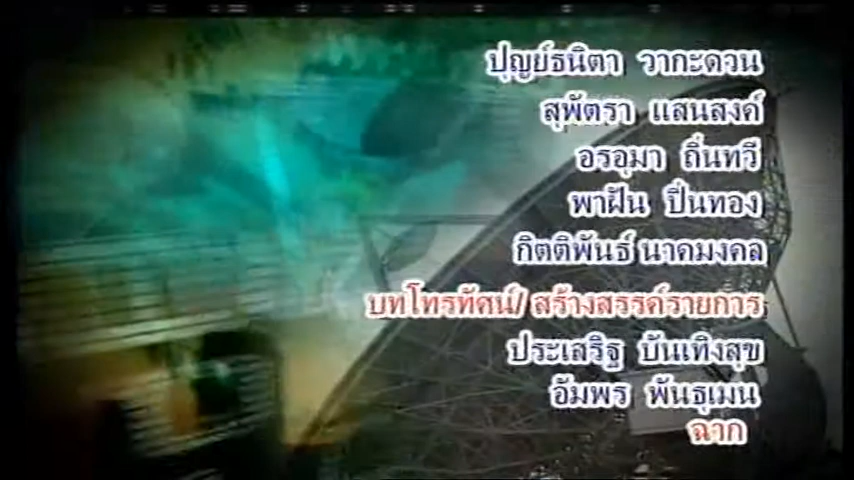 ปุญย์ธนิตา วากะดวน
สุพัตรา แสนสงค์
อรอุมา ถิ่นทวี
พาฝัน ปิ่นทอง
กิตติพันธ์ นาคมงคล
บทโทรทัศน์/ สร้างสรรค์รายการ
ประเสริฐ บันเทิงสุข
อัมพร พันธุเมน
ฉาก